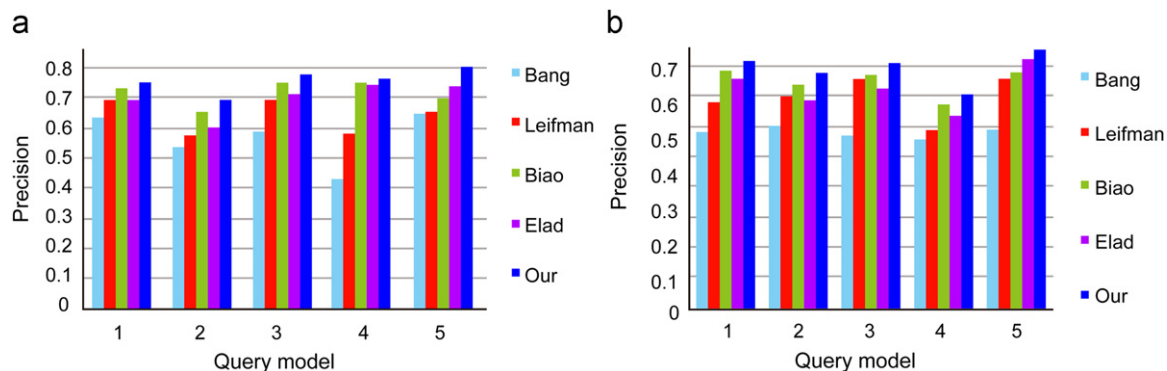 a
0.8
0.7
0.6
0.5
0.4
0.3
0.2
0.1
0
Precision
1 2 3 4 5
Query model
Bang
Leifman
Biao
Elad
Our
b
0.7
0.6
0.5
0.4
0.3
0.2
0.1
0
Precision
1 2 3 4 5
Query model
Bang
Leifman
Biao
Elad
Our